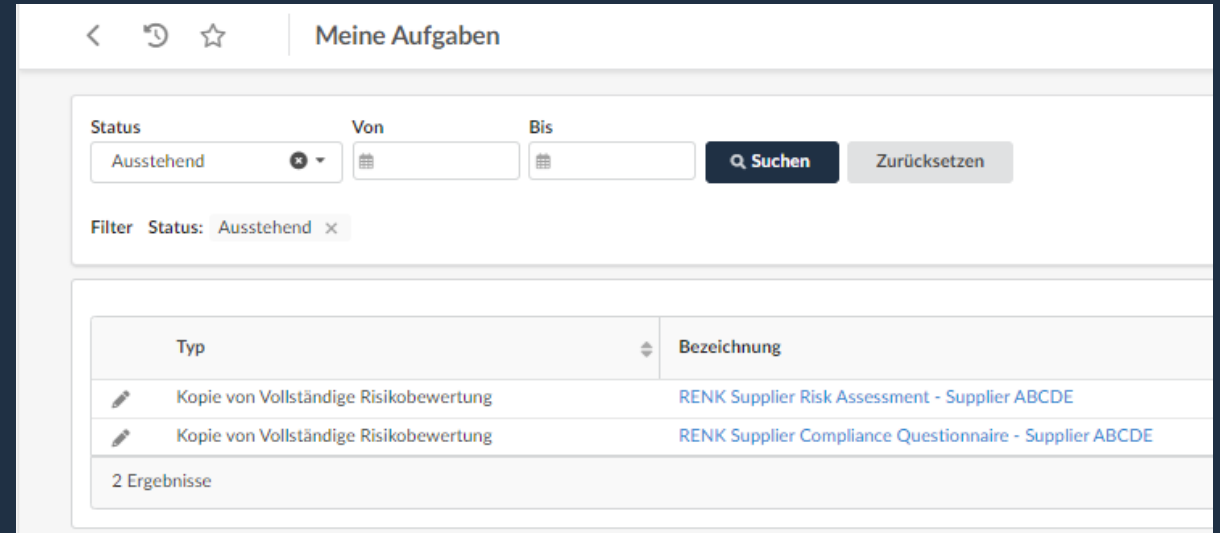 Meine Aufgaben
Status Von Bis
Ausstehend Suchen Zurücksetzen
Filter Status: Ausstehend ×
Typ Bezeichnung
Kopie von Vollständige Risikobewertung RENK Supplier Risk Assessment - Supplier ABCDE
Kopie von Vollständige Risikobewertung RENK Supplier Compliance Questionnaire - Supplier ABCDE
2 Ergebnisse